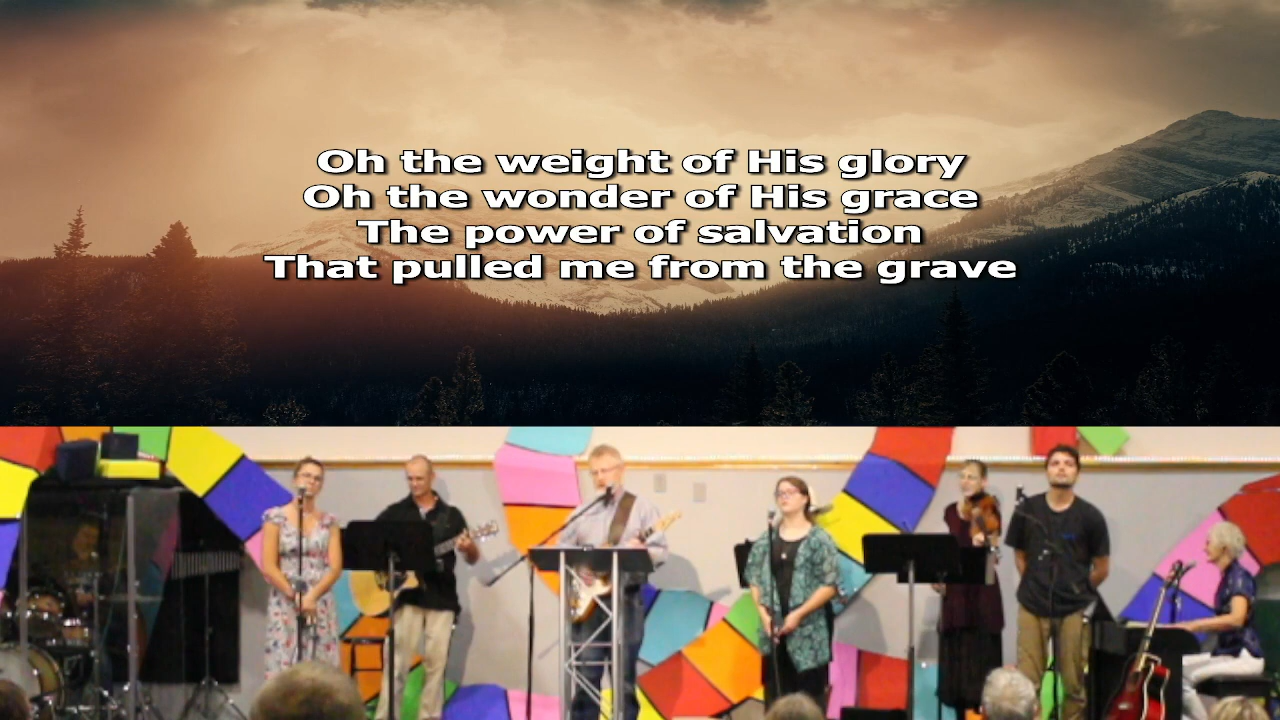 Oh the weight of His glory
Oh the wonder of His grace
The power of salvation
That pulled me from the grave